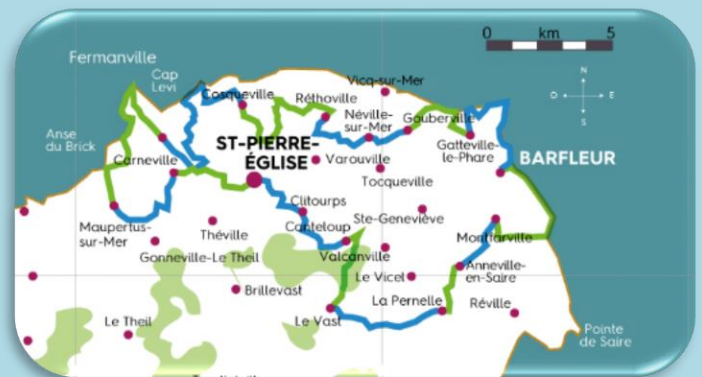 0 km 5
Fermanville
Cap
Levi
Vicq-sur-Mer
Cosqueville
Réthoville
N
O E
S
Néville-
sur-Mer
Gouberville
Anse
du Brick
ST-PIERRE-
ÉGLISE
Gatteville-
le-Phare
BARFLEUR
Carneville
Varouville
Tocqueville
Clitourps
Ste-Geneviève
Maupertus-
sur-Mer
Théville
Canteloup
Montfarville
Gonneville-Le Theil
Valcanville
Le Vicel
Anneville-
en-Saire
Brillevast
La Pernelle
Réville
Le Theil
Le Vast
Pointe
de Saire